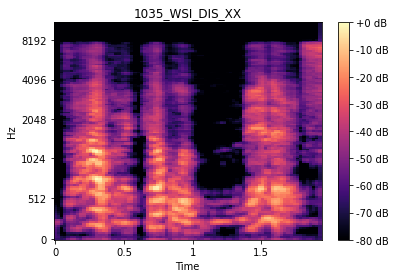 1035_WSI_DIS_XX
8192
4096
2048
1024
512
0
Hz
0
0.5
1
1.5
Time
+0 dB
-10 dB
-20 dB
-30 dB
-40 dB
-50 dB
-60 dB
-70 dB
-80 dB